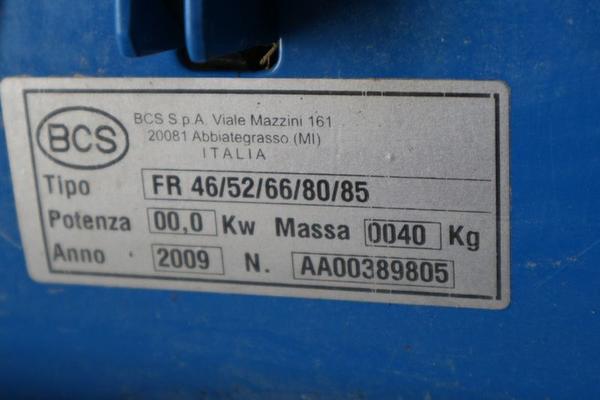 BCS
BCS S.p.A. Viale Mazzini 161
20081 Abbiategrasso (MI)
ITALIA
Tipo FR 46/52/66/80/85
Potenza 00,0 Kw Massa 0040 Kg
Anno 2009 N. AA00389805